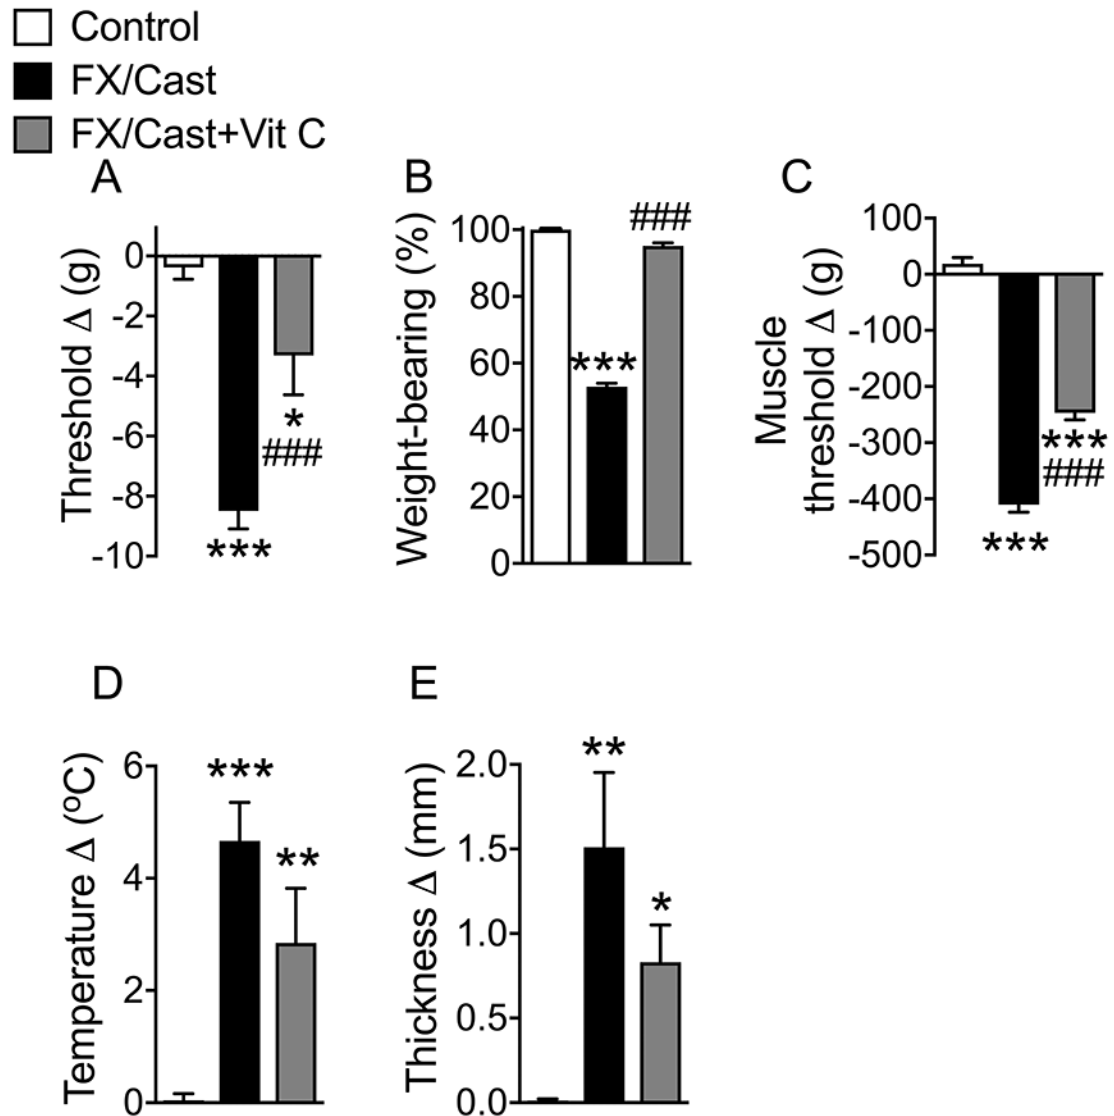 Control
FX/Cast
FX/Cast+Vit C
A
Threshold Δ (g)
0
-2
-4
-6
-8
-10
***
*
###
B
Weight-bearing (%)
100
80
60
40
20
0
***
###
C
Muscle
threshold Δ (g)
100
0
-100
-200
-300
-400
-500
***
***
###
D
Temperature Δ (ºC)
6
4
2
0
***
**
E
Thickness Δ (mm)
2.0
1.5
1.0
0.5
0.0
**
*